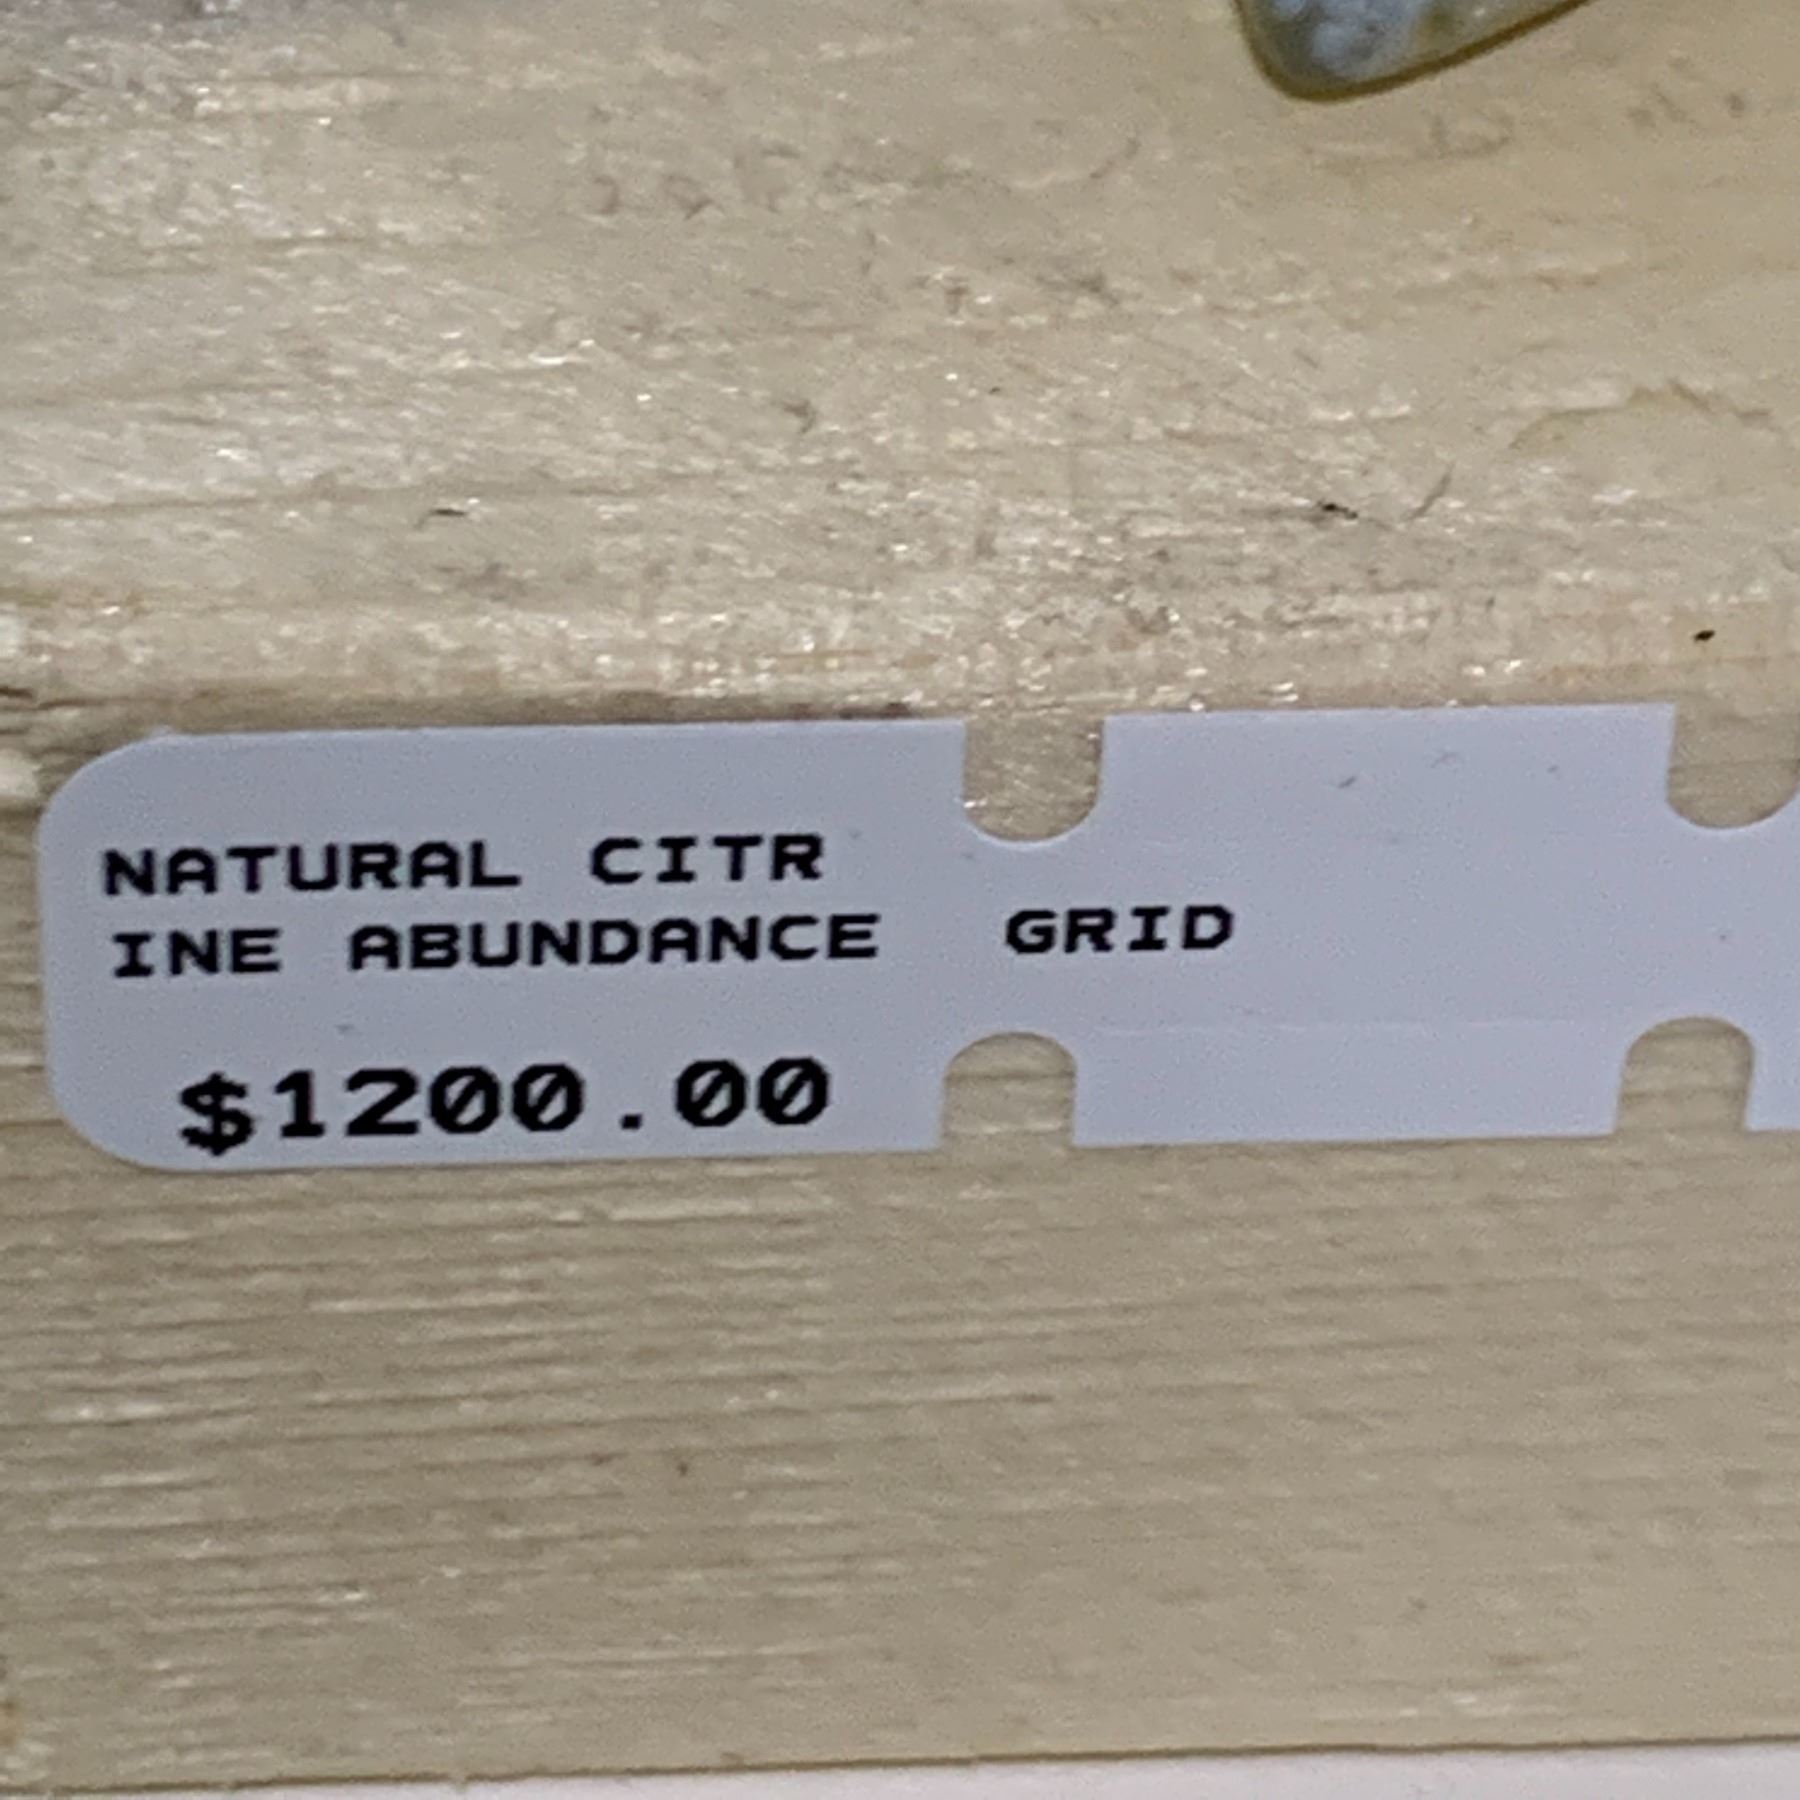 NATURAL CITR
INE ABUNDANCE GRID
$1200.00